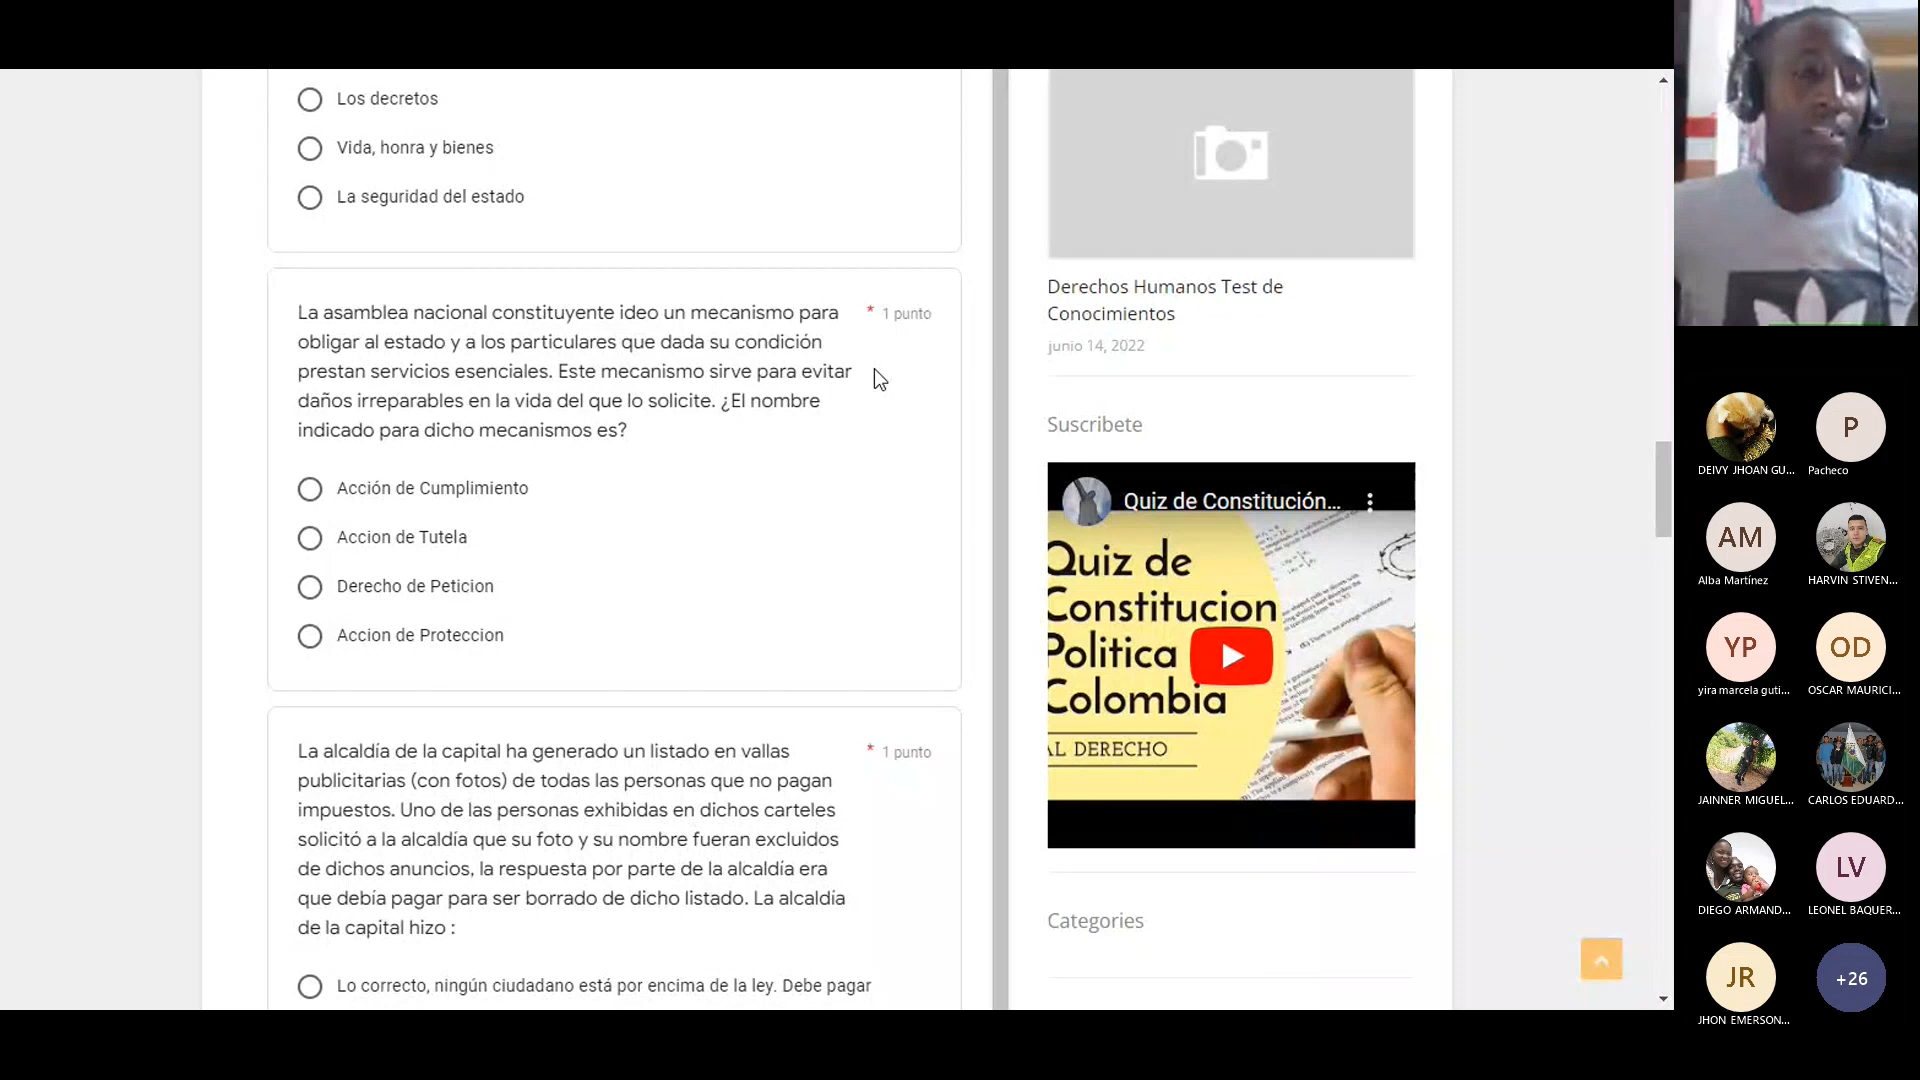 Los decretos
Vida, honra y bienes
La seguridad del estado
La asamblea nacional constituyente ideo un mecanismo para
obligar al estado y a los particulares que dada su condición
prestan servicios esenciales. Este mecanismo sirve para evitar
daños irreparables en la vida del que lo solicite. ¿El nombre
indicado para dicho mecanismos es?
* 1 punto
Acción de Cumplimiento
Accion de Tutela
Derecho de Peticion
Accion de Proteccion
La alcaldía de la capital ha generado un listado en vallas
publicitarias (con fotos) de todas las personas que no pagan
impuestos. Uno de las personas exhibidas en dichos carteles
solicitó a la alcaldía que su foto y su nombre fueran excluidos
de dichos anuncios, la respuesta por parte de la alcaldía era
que debía pagar para ser borrado de dicho listado. La alcaldía
de la capital hizo :
* 1 punto
Lo correcto, ningún ciudadano está por encima de la ley. Debe pagar
Derechos Humanos Test de
Conocimientos
junio 14, 2022
Suscribete
Quiz de Constitución...
Quiz de
Constitucion
Politica
Colombia
AL DERECHO
Categories
DEIVY JHOAN GU...
P
Pacheco
AM
Alba Martínez
HARVIN STIVEN...
YP
yira marcela guti...
OD
OSCAR MAURICI...
JAINNER MIGUEL...
CARLOS EDUARD...
DIEGO ARMAND...
LV
LEONEL BAQUER...
JR
JHON EMERSON...
+26